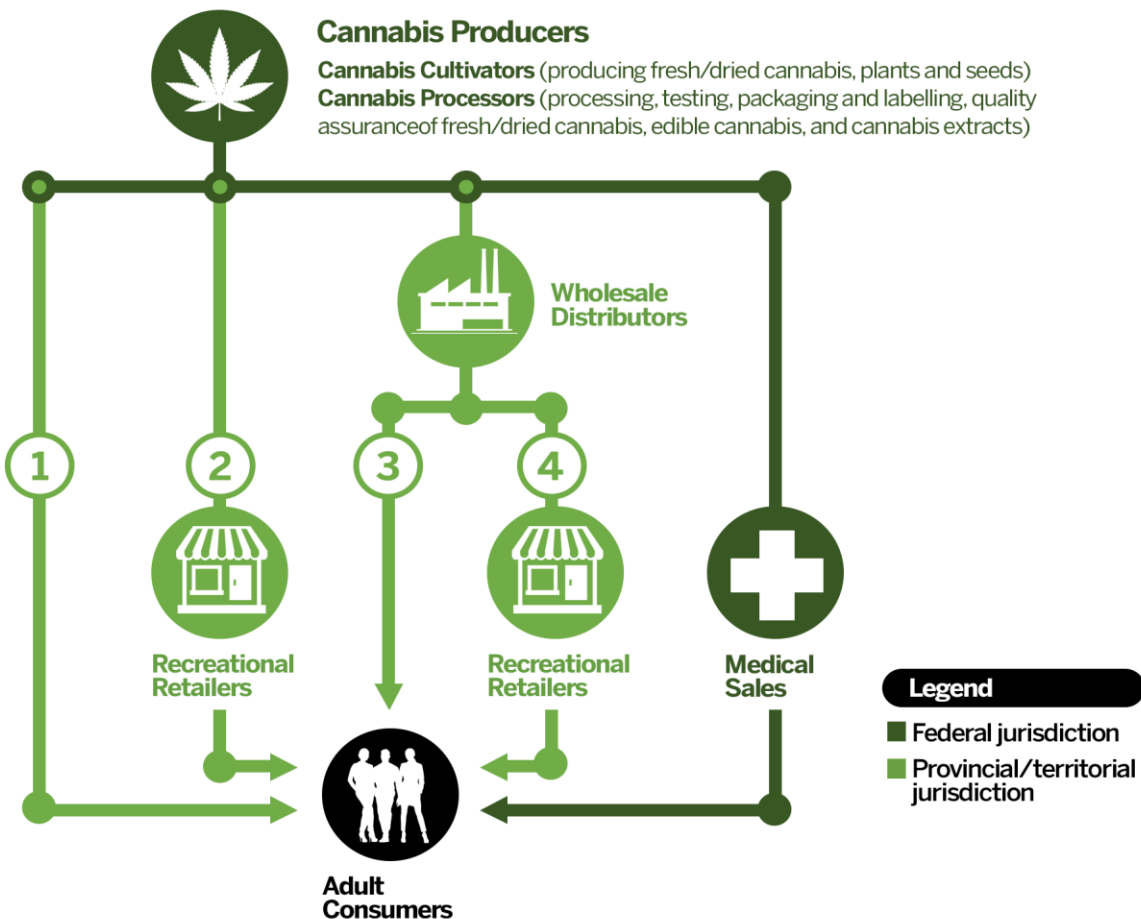 Cannabis Producers
Cannabis Cultivators (producing fresh/dried cannabis, plants and seeds)
Cannabis Processors (processing, testing, packaging and labelling, quality
assuranceof fresh/dried cannabis, edible cannabis, and cannabis extracts)
Wholesale
Distributors
1
2
3
4
Recreational
Retailers
Recreational
Retailers
Medical
Sales
Legend
Federal jurisdiction
Provincial/territorial
jurisdiction
Adult
Consumers